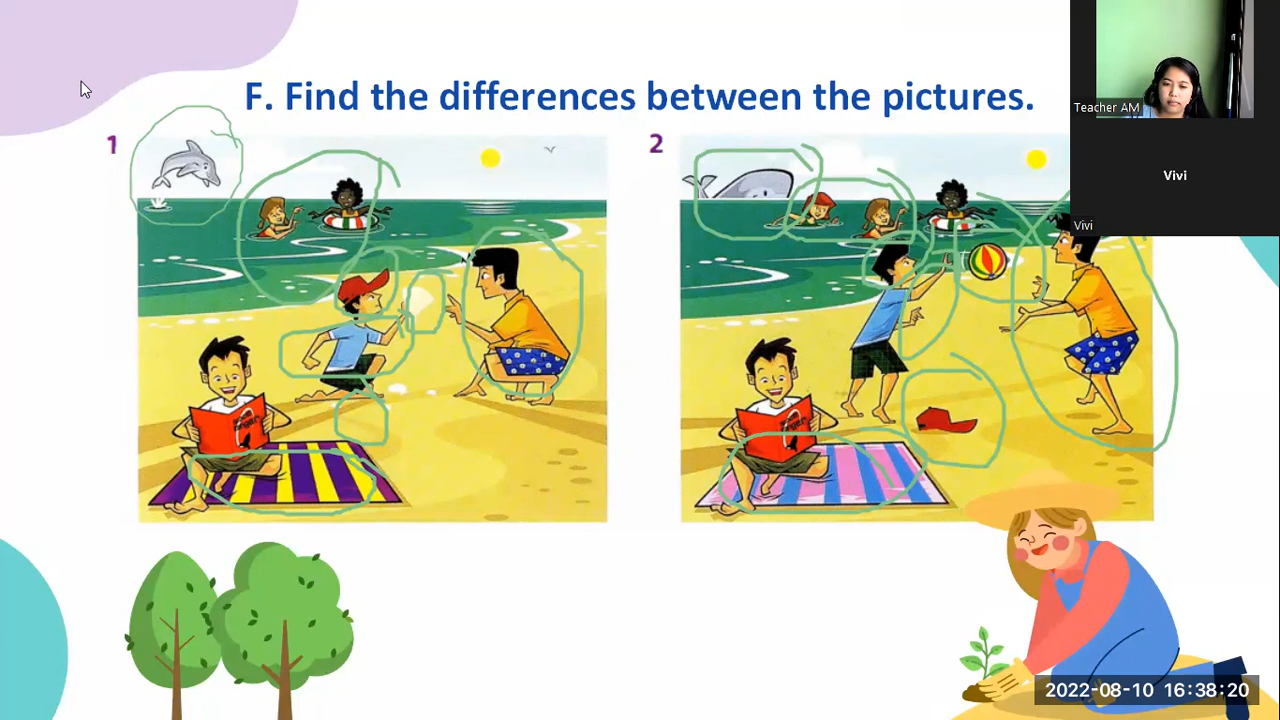 F. Find the differences between the pictures.
1
2
Teacher AM
Vivi
Vivi
2022-08-10 16:38:20